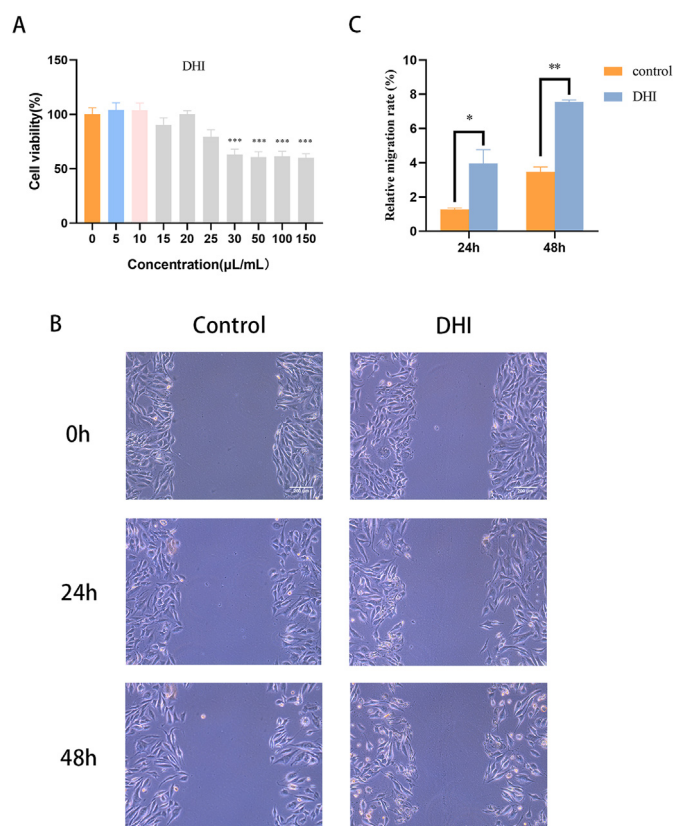 A
DHI
Cell viability(%)
150
100
50
0
***
***
***
***
0
5
10
15
20
25
30
50
100
150
Concentration(μL/mL)
C
Relative migration rate (%)
10
8
6
4
2
0
*
**
24h
48h
control
DHI
B
Control
DHI
0h
24h
48h